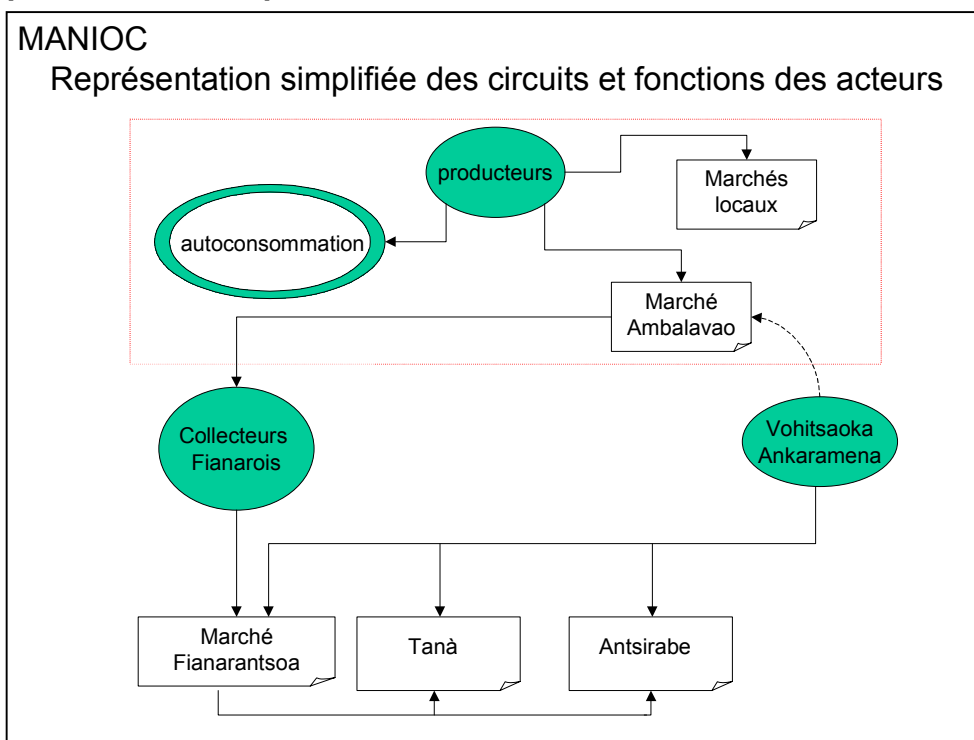 MANIOC
Représentation simplifiée des circuits et fonctions des acteurs
producteurs
Marchés
locaux
autoconsommation
Marché
Ambalavao
Collecteurs
Fianarois
Vohitsaoka
Ankaramena
Marché
Fianarantsoa
Tanà
Antsirabe